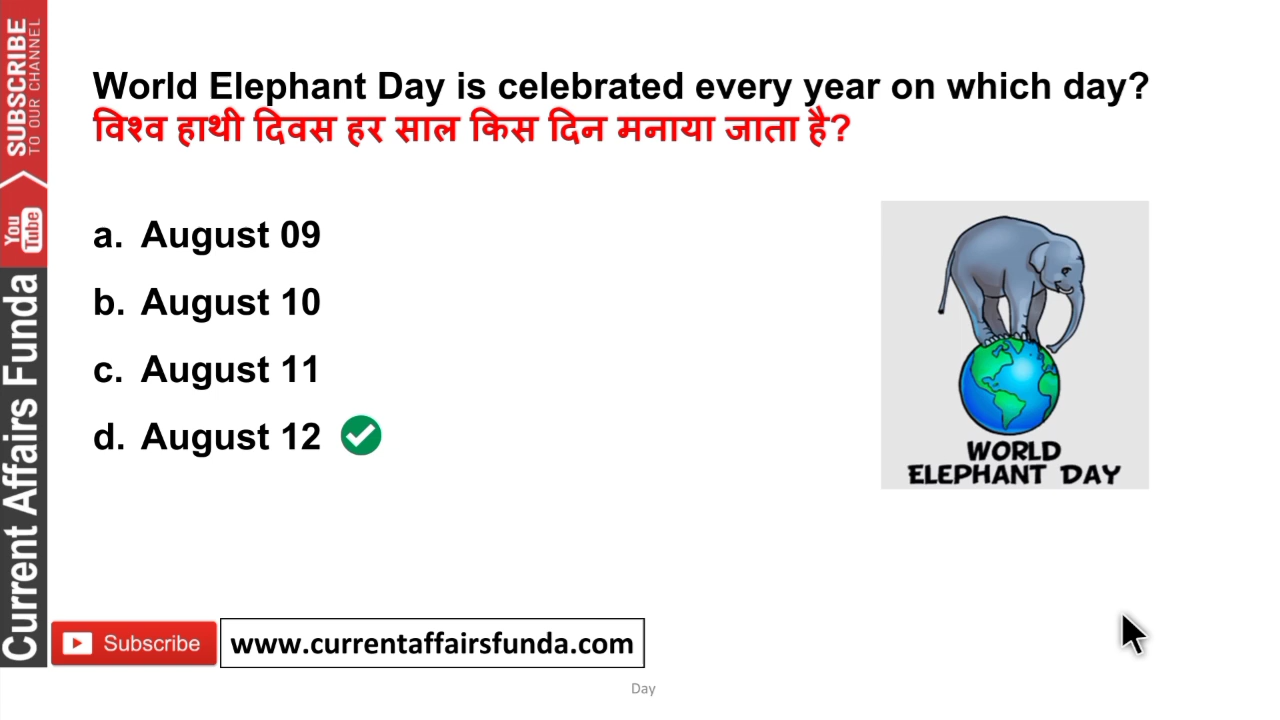 World Elephant Day is celebrated every year on which day?
विश्व हाथी दिवस हर साल किस दिन मनाया जाता है?
a. August 09
b. August 10
c. August 11
d. August 12
WORLD
ELEPHANT DAY
SUBSCRIBE
TO OUR CHANNEL
You
Tube
Current Affairs Funda
Subscribe
www.currentaffairsfunda.com
Day